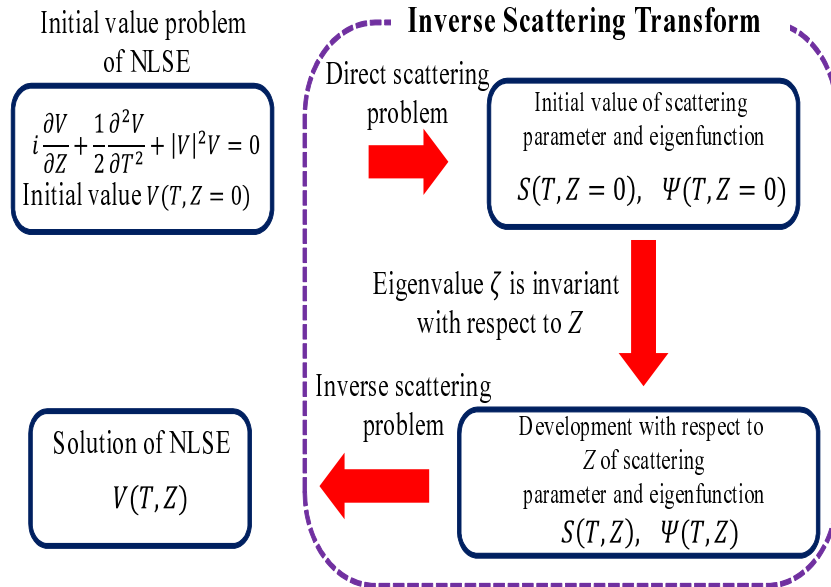 Initial value problem
of NLSE
i ∂V/∂Z + 1/2 ∂²V/∂T² + |V|²V = 0
Initial value V(T, Z = 0)
Inverse Scattering Transform
Direct scattering
problem
Initial value of scattering
parameter and eigenfunction
S(T, Z = 0), Ψ(T, Z = 0)
Eigenvalue ζ is invariant
with respect to Z
Inverse scattering
problem
Development with respect to
Z of scattering
parameter and eigenfunction
S(T, Z), Ψ(T, Z)
Solution of NLSE
V(T, Z)